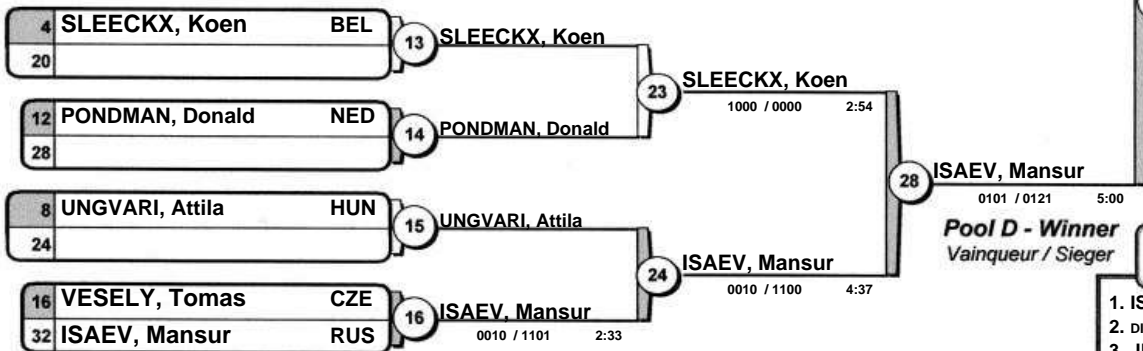 4 SLEECKX, Koen BEL
20
13 SLEECKX, Koen
12 PONDMAN, Donald NED
28
14 PONDMAN, Donald
23 SLEECKX, Koen
1000 / 0000 2:54
8 UNGVARI, Attila HUN
24
15 UNGVARI, Attila
16 VESELY, Tomas CZE
32 ISAEV, Mansur RUS
16 ISAEV, Mansur
0010 / 1101 2:33
24 ISAEV, Mansur
0010 / 1100 4:37
28 ISAEV, Mansur
0101 / 0121 5:00
Pool D - Winner
Vainqueur / Sieger
1.
2.
3.